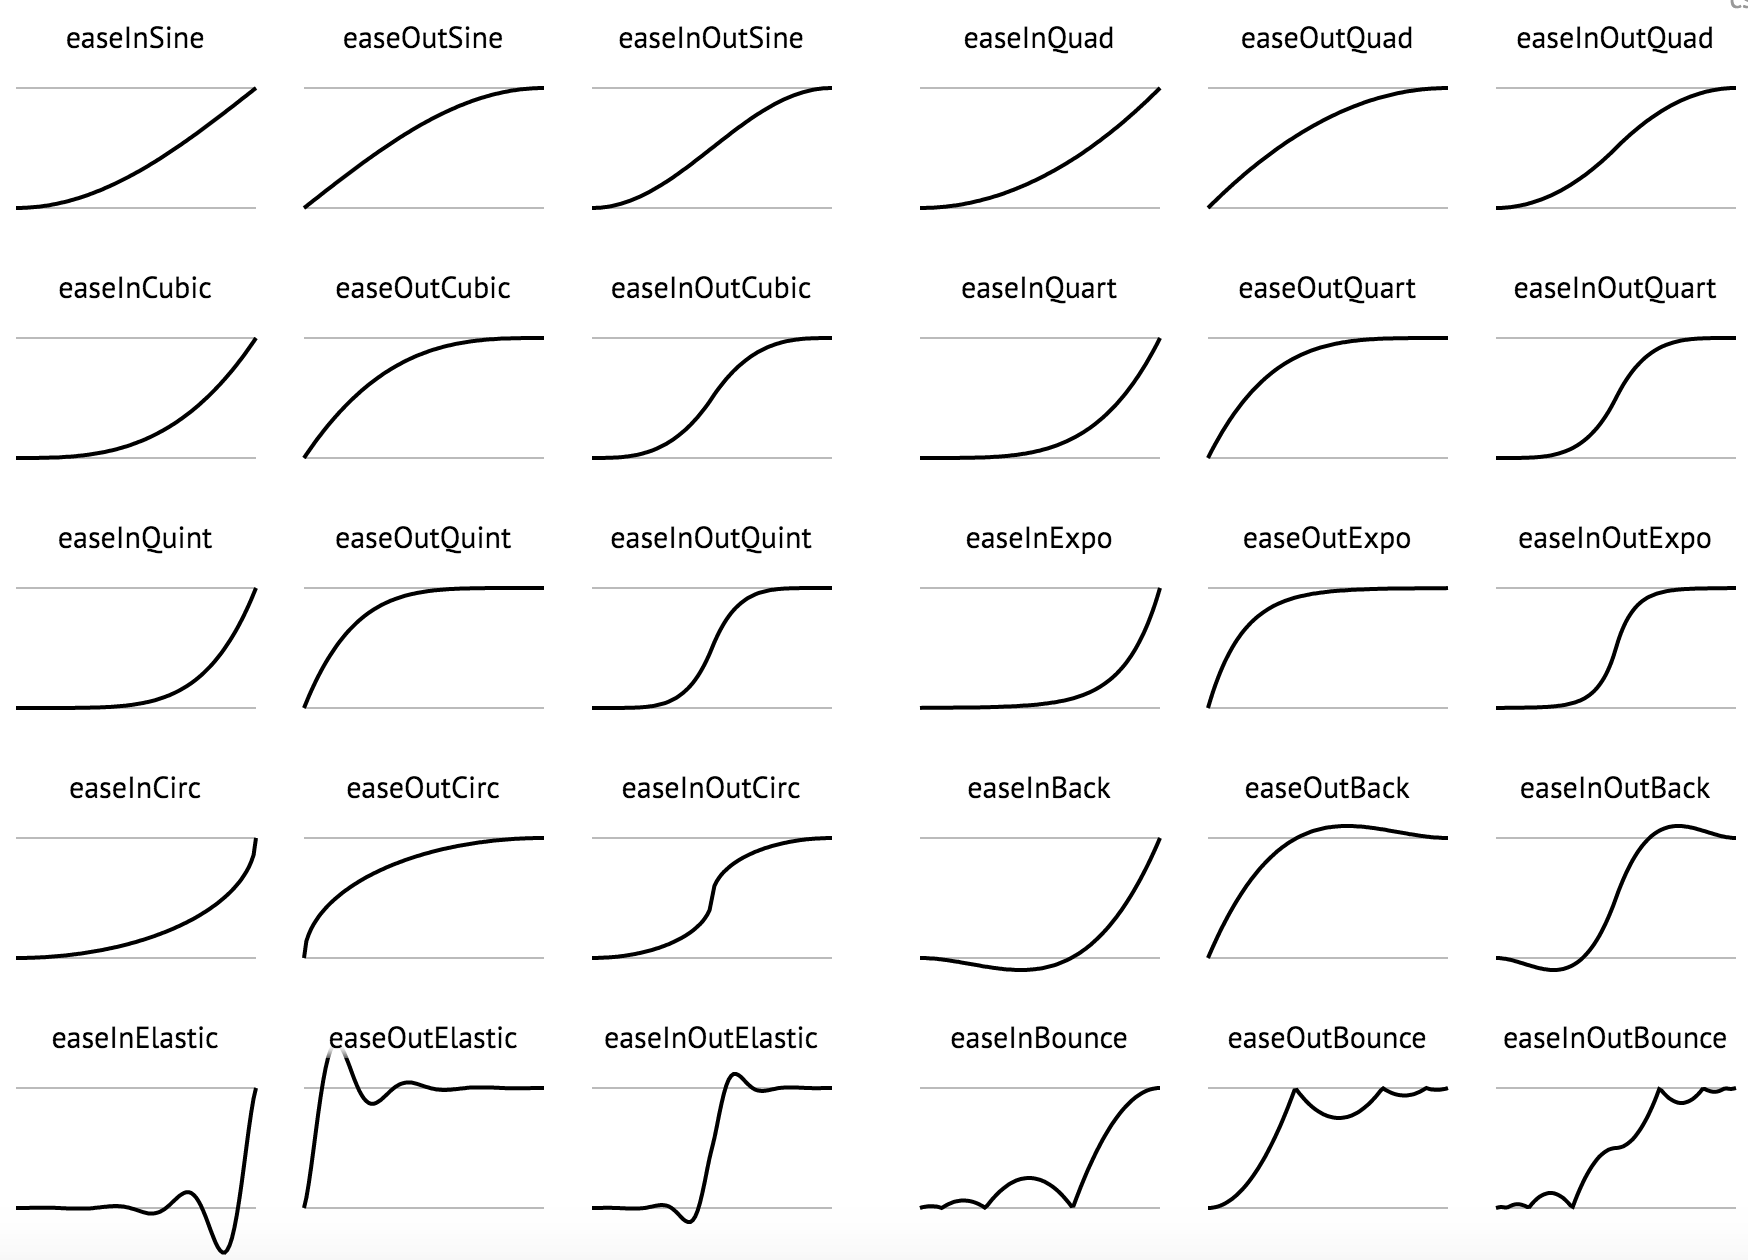 easeInSine easeOutSine easeInOutSine easeInQuad easeOutQuad easeInOutQuad
easeInCubic easeOutCubic easeInOutCubic easeInQuart easeOutQuart easeInOutQuart
easeInQuint easeOutQuint easeInOutQuint easeInExpo easeOutExpo easeInOutExpo
easeInCirc easeOutCirc easeInOutCirc easeInBack easeOutBack easeInOutBack
easeInElastic easeOutElastic easeInOutElastic easeInBounce easeOutBounce easeInOutBounce